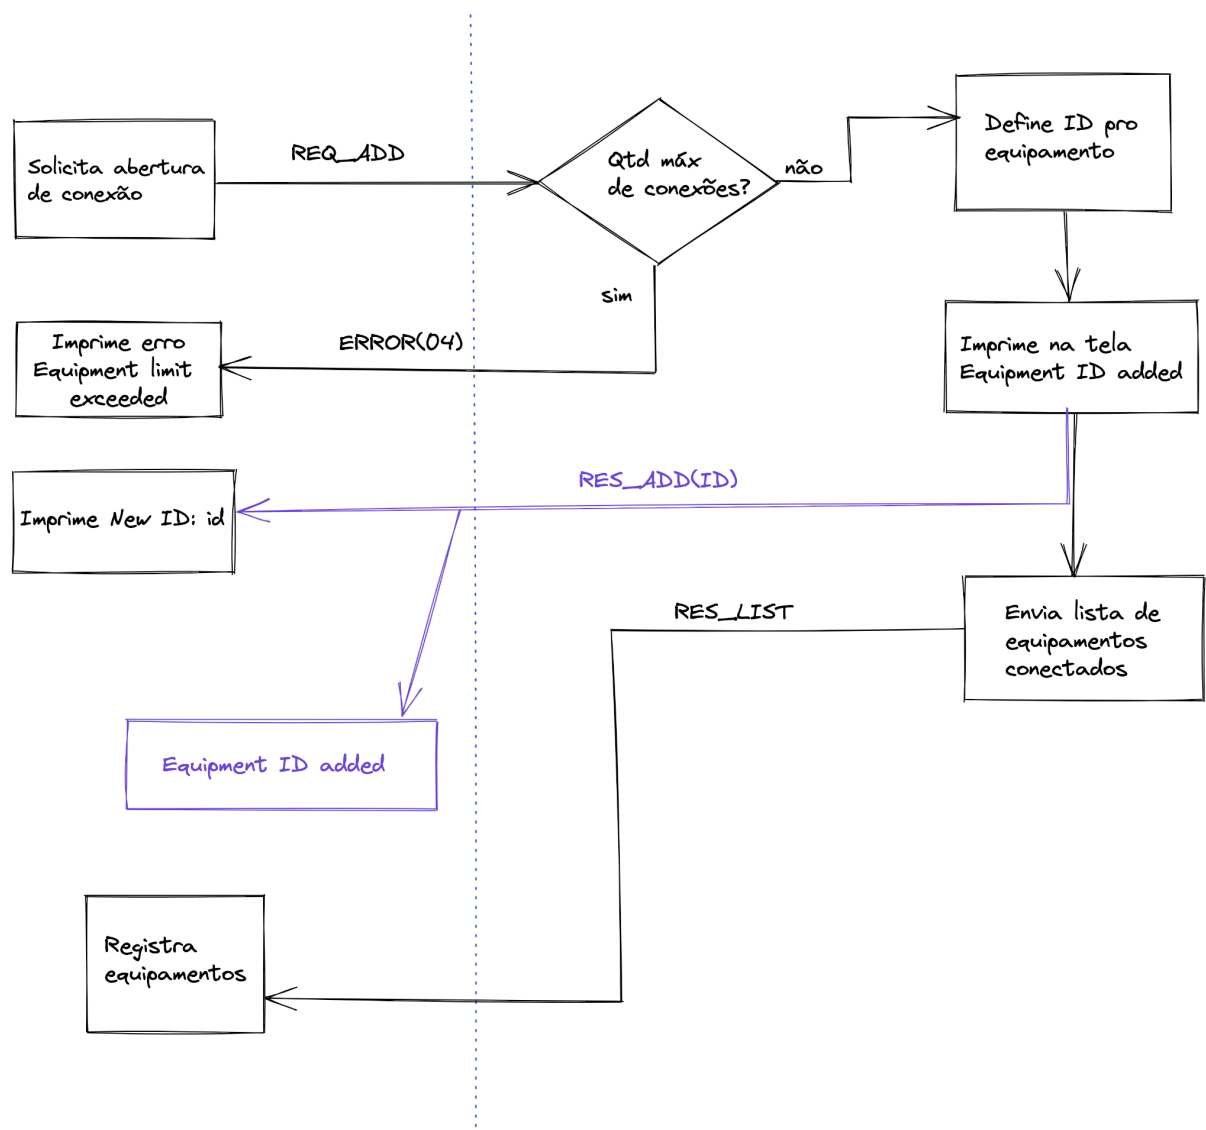 Solicita abertura
de conexão
REQ_ADD
Qtd máx
de conexões?
não
Define ID pro
equipamento
sim
Imprime erro
Equipment limit
exceeded
ERROR(04)
Imprime na tela
Equipment ID added
RES_ADD(ID)
Imprime New ID: id
RES_LIST
Envia lista de
equipamentos
conectados
Equipment ID added
Registra
equipamentos